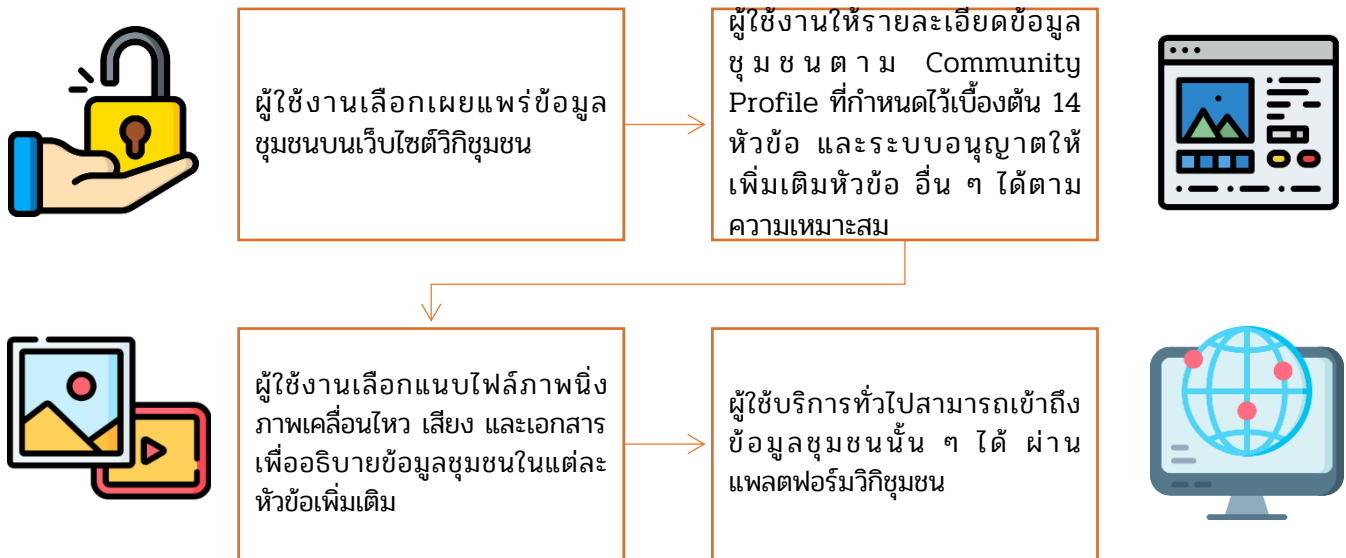 ผู้ใช้งานเลือกเผยแพร่ข้อมูล
ชุมชนบนเว็บไซต์วิกิชุมชน
ผู้ใช้งานให้รายละเอียดข้อมูล
ชุมชนตาม Community
Profile ที่กำหนดไว้เบื้องต้น 14
หัวข้อ และระบบอนุญาตให้
เพิ่มเติมหัวข้อ อื่น ๆ ได้ตาม
ความเหมาะสม
ผู้ใช้งานเลือกแนบไฟล์ภาพนิ่ง
ภาพเคลื่อนไหว เสียง และเอกสาร
เพื่ออธิบายข้อมูลชุมชนในแต่ละ
หัวข้อเพิ่มเติม
ผู้ใช้บริการทั่วไปสามารถเข้าถึง
ข้อมูลชุมชนนั้น ๆ ได้ ผ่าน
แพลตฟอร์มวิกิชุมชน